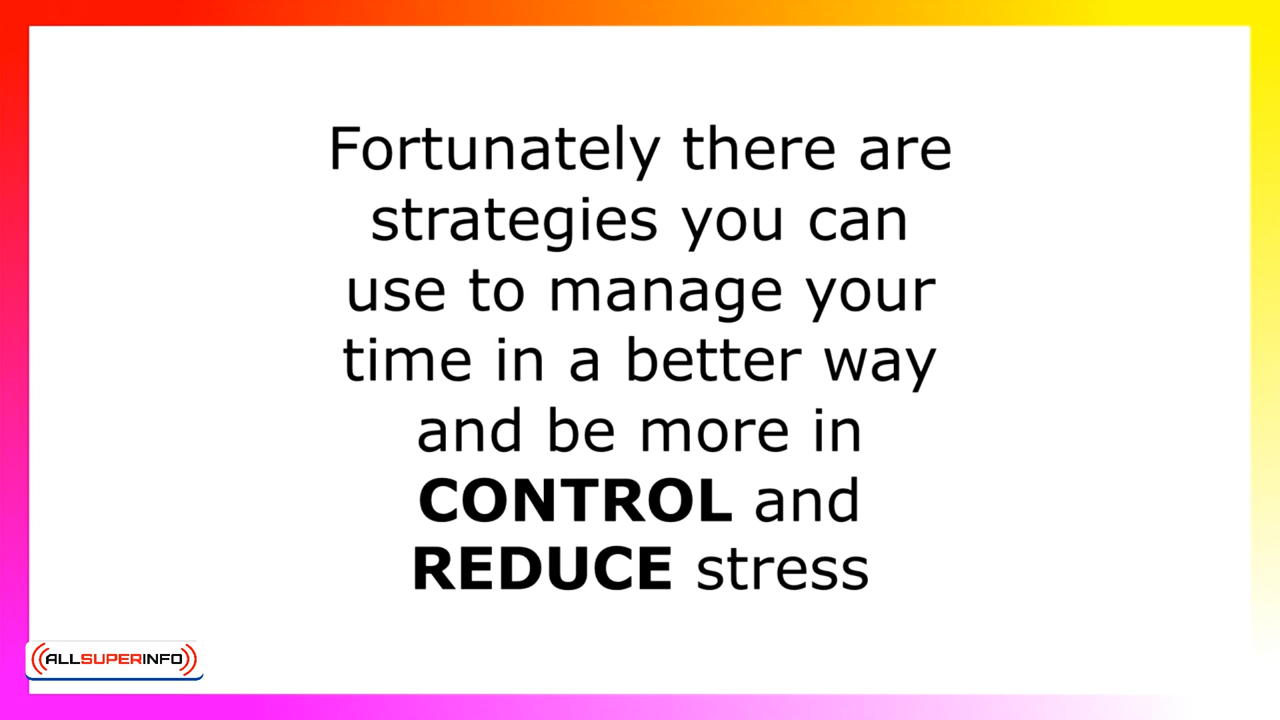 Fortunately there are
strategies you can
use to manage your
time in a better way
and be more in
CONTROL and
REDUCE stress
ALLSUPERINFO